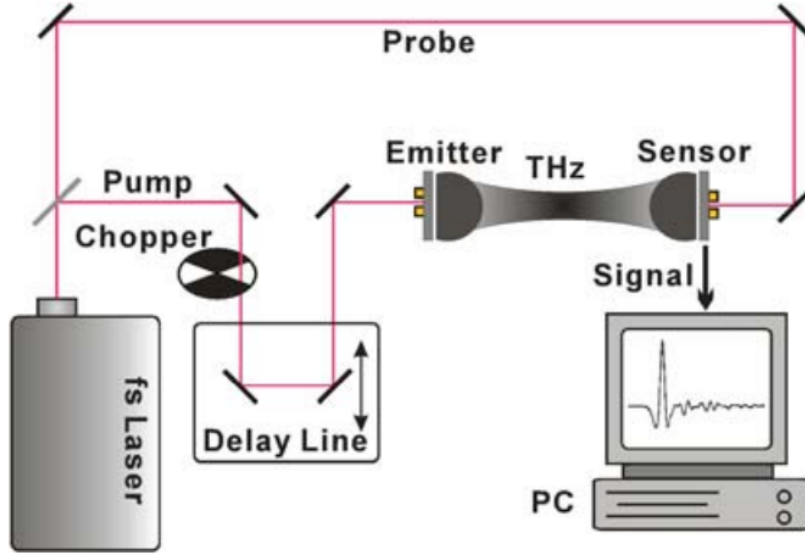 Probe
Emitter
THz
Sensor
Pump
Chopper
Signal
fs Laser
Delay Line
PC